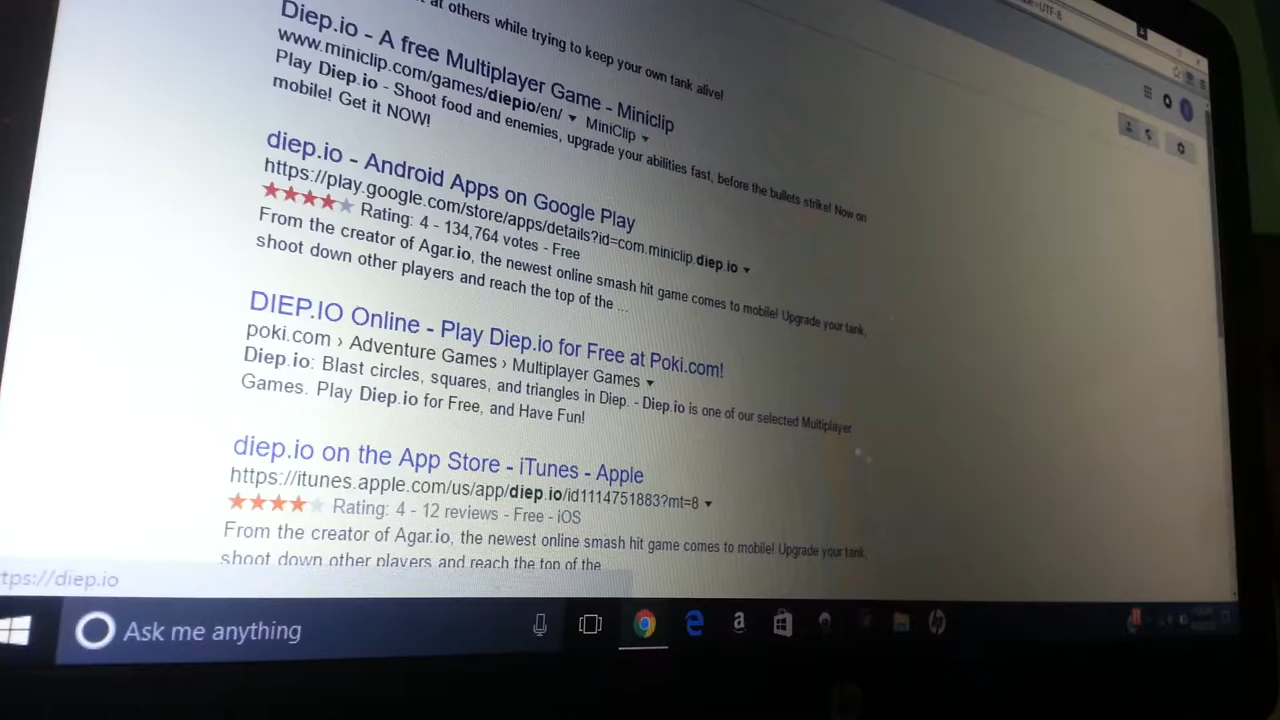 at others while trying to keep your own tank alive!
Diep.io - A free Multiplayer Game - Miniclip
www.miniclip.com/games/diepio/en/ ▼ MiniClip ▼
Play Diep.io - Shoot food and enemies, upgrade your abilities fast, before the bullets strike! Now on
mobile! Get it NOW!
diep.io - Android Apps on Google Play
https://play.google.com/store/apps/details?id=com.miniclip.diep.io ▼
Rating: 4 - 134,764 votes - Free
From the creator of Agar.io, the newest online smash hit game comes to mobile! Upgrade your tank,
shoot down other players and reach the top of the ...
DIEP.IO Online - Play Diep.io for Free at Poki.com!
poki.com › Adventure Games › Multiplayer Games ▼
Diep.io: Blast circles, squares, and triangles in Diep. - Diep.io is one of our selected Multiplayer
Games. Play Diep.io for Free, and Have Fun!
diep.io on the App Store - iTunes - Apple
https://itunes.apple.com/us/app/diep.io/id1114751883?mt=8 ▼
Rating: 4 - 12 reviews - Free - iOS
From the creator of Agar.io, the newest online smash hit game comes to mobile! Upgrade your tank,
shoot down other players and reach the top of the
ttps://diep.io
Ask me anything
=UTF-8